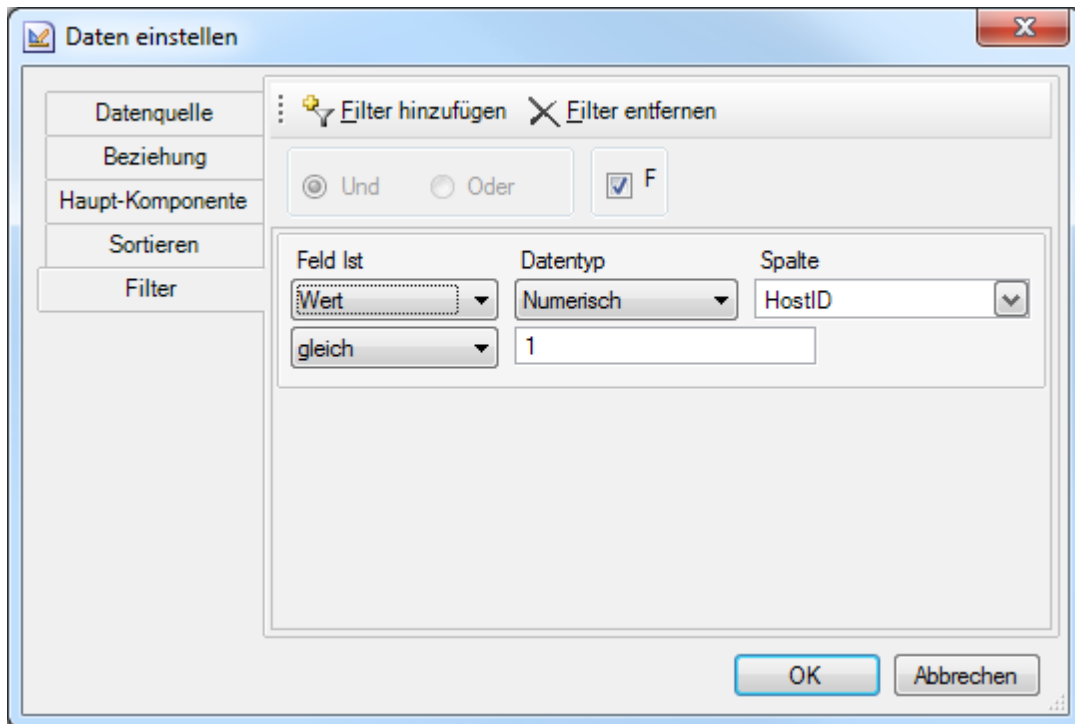 Daten einstellen
Datenquelle
Beziehung
Haupt-Komponente
Sortieren
Filter
Filter hinzufügen Filter entfernen
Und Oder F
Feld Ist Datentyp Spalte
Wert Numerisch HostID
gleich 1
OK Abbrechen